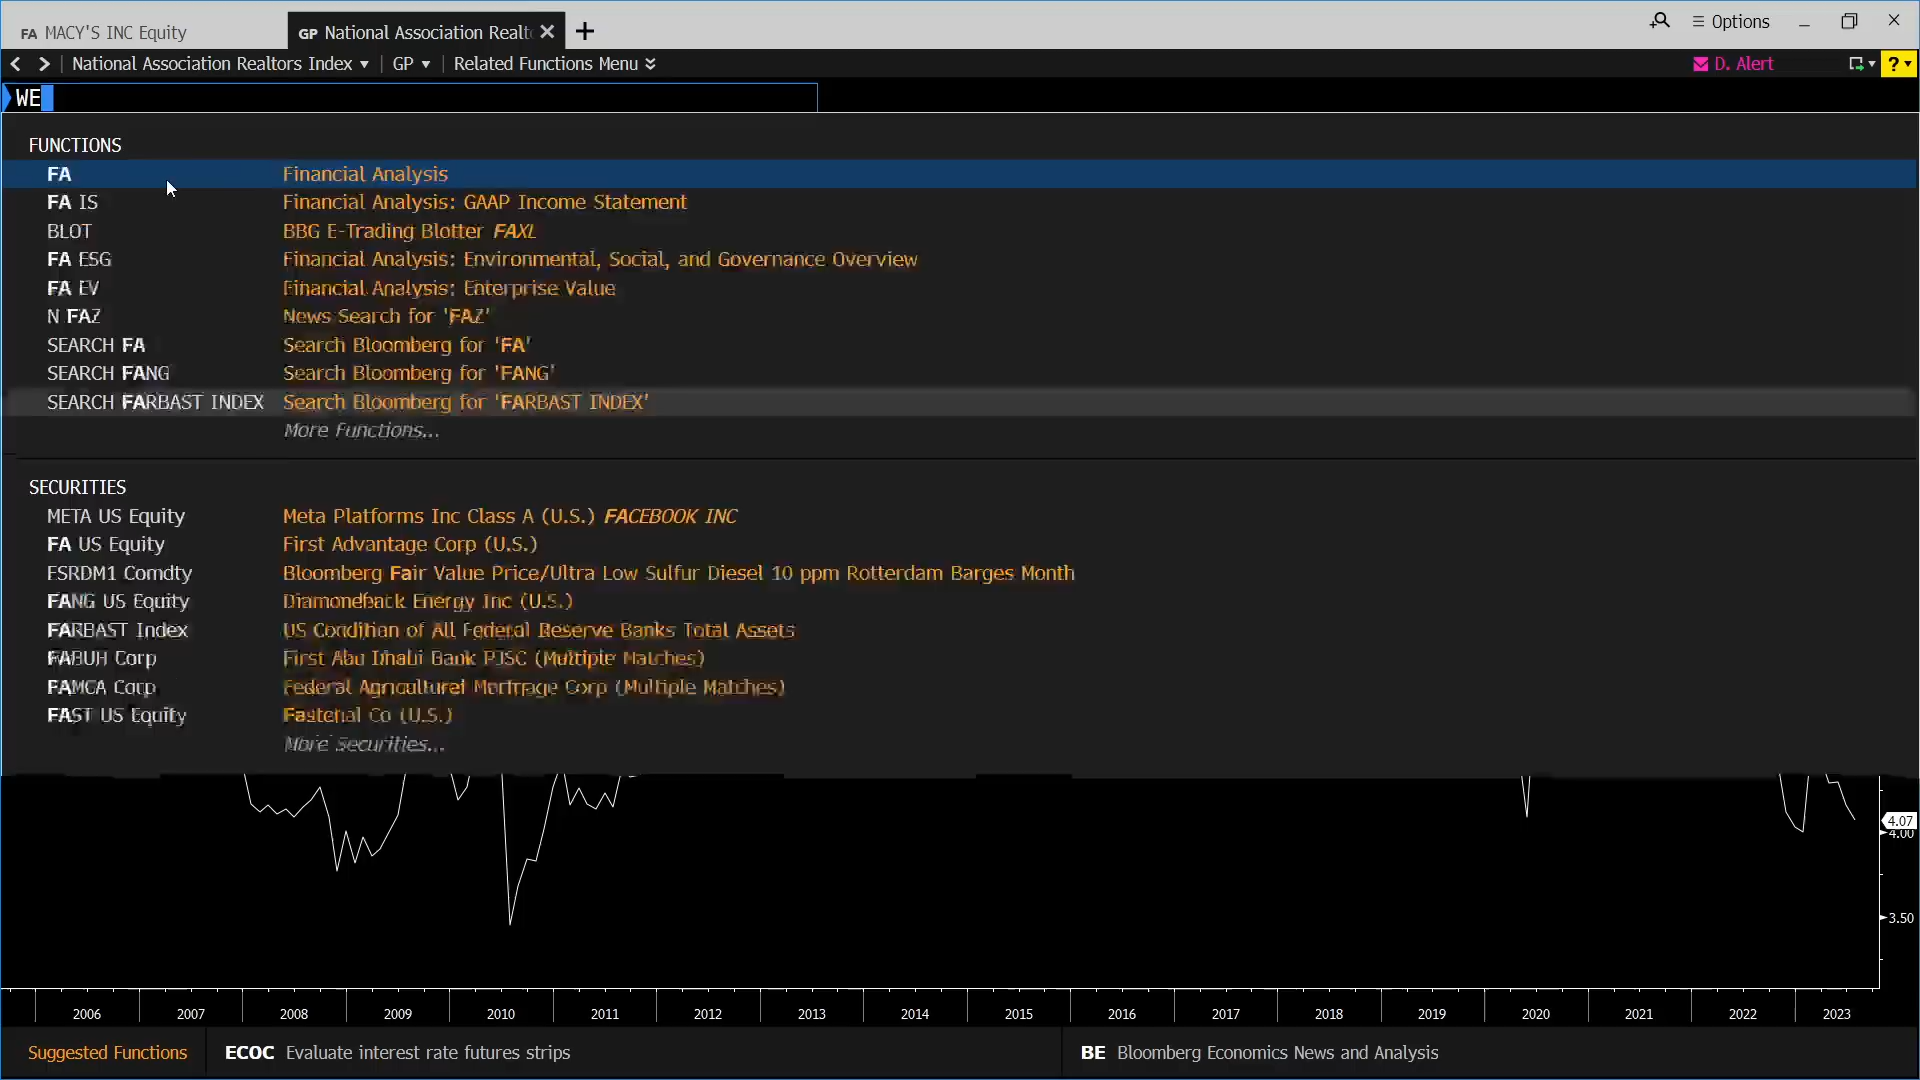 FA MACY'S INC Equity
GP National Association Realt
Options
National Association Realtors Index
GP
Related Functions Menu
D. Alert
?
WE
FUNCTIONS
FA Financial Analysis
FA IS Financial Analysis: GAAP Income Statement
BLOT BBG E-Trading Blotter FAXL
FA ESG Financial Analysis: Environmental, Social, and Governance Overview
FA EV Financial Analysis: Enterprise Value
N FAZ News Search for 'FAZ'
SEARCH FA Search Bloomberg for 'FA'
SEARCH FANG Search Bloomberg for 'FANG'
SEARCH FARBAST INDEX Search Bloomberg for 'FARBAST INDEX'
More Functions...
SECURITIES
META US Equity Meta Platforms Inc Class A (U.S.) FACEBOOK INC
FA US Equity First Advantage Corp (U.S.)
ESRDM1 Comdty Bloomberg Fair Value Price/Ultra Low Sulfur Diesel 10 ppm Rotterdam Barges Month
FANG US Equity Diamondback Energy Inc (U.S.)
FARBAST Index US Condition of All Federal Reserve Banks Total Assets
Corp First Abu Dhabi Bank PJSC (Multiple Matches)
Corp Federal Agricultural Mortgage Corp (Multiple Matches)
FAST US Equity Fastenal Co (U.S.)
More Securities...
4.07
4.00
3.50
2006 2007 2008 2009 2010 2011 2012 2013 2014 2015 2016 2017 2018 2019 2020 2021 2022 2023
Suggested Functions ECOC Evaluate interest rate futures strips BE Bloomberg Economics News and Analysis